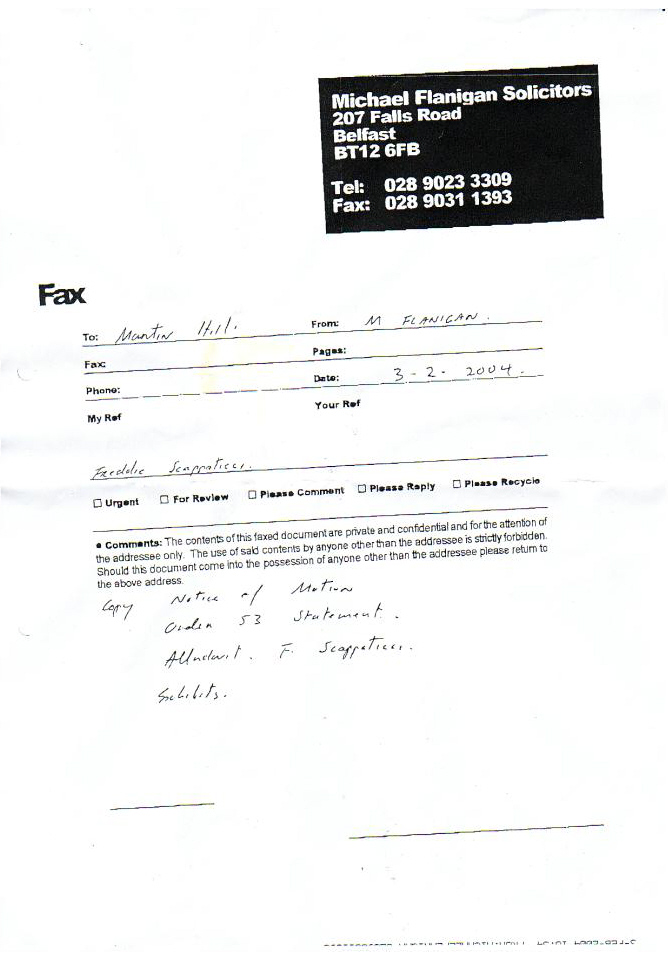 Michael Flanigan Solicitors
207 Falls Road
Belfast
BT12 6FB
Tel: 028 9023 3309
Fax: 028 9031 1393
Fax
To: Martin Hill. From: M FLANIGAN.
Fax: Pages:
Phone: Date: 3-2-2004.
My Ref Your Ref
Freddie Scappaticci.
☐ Urgent ☐ For Review ☐ Please Comment ☐ Please Reply ☐ Please Recycle
• Comments: The contents of this faxed document are private and confidential and for the attention of
the addressee only. The use of said contents by anyone other than the addressee is strictly forbidden.
Should this document come into the possession of anyone other than the addressee please return to
the above address.
Copy Notice of Motion
Order 53 Statement.
Affidavit. F. Scappaticci.
Exhibits.